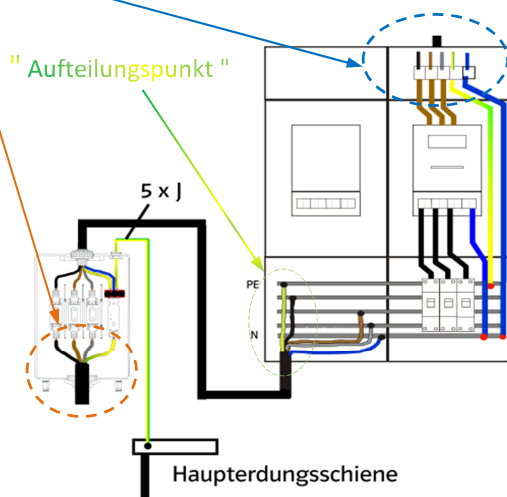 " Aufteilungspunkt "
5 x J
PE
N
Haupterdungsschiene